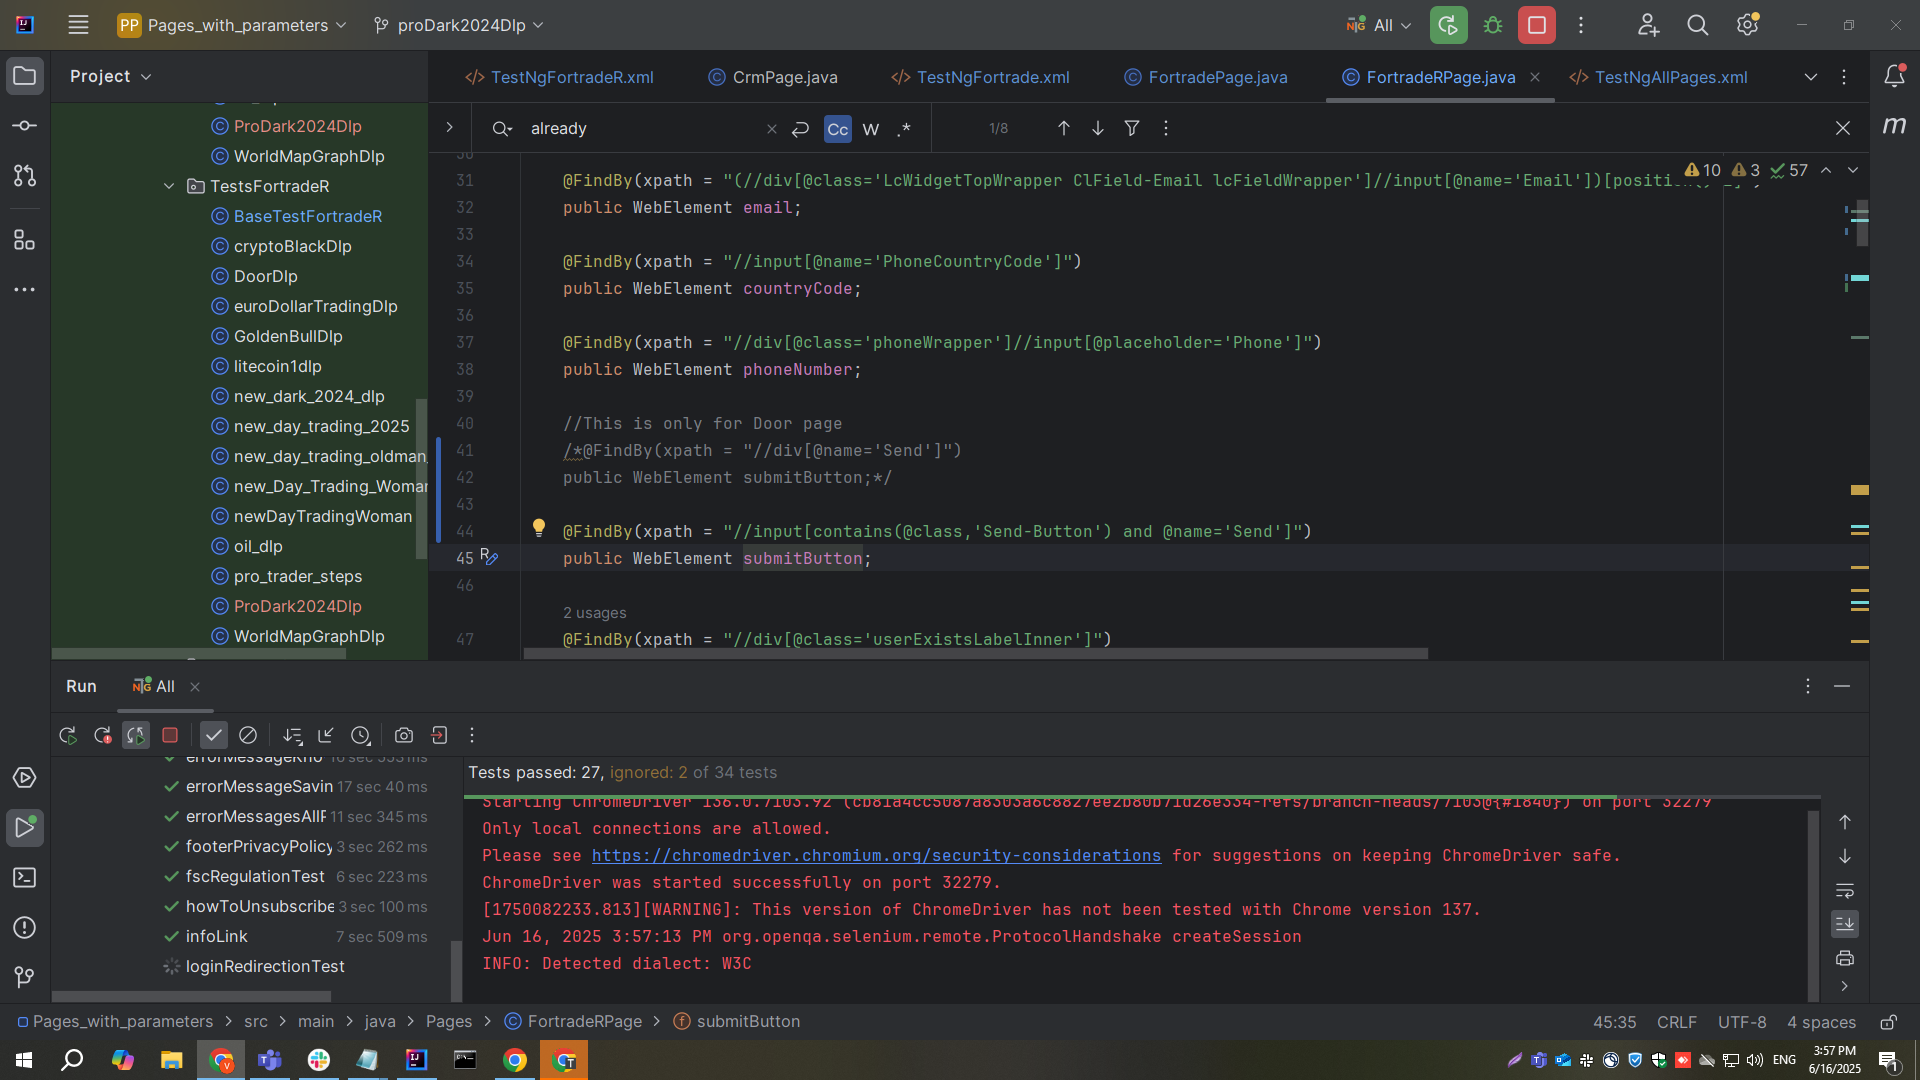 PP Pages_with_parameters
proDark2024Dlp
All
Project
TestNgFortradeR.xml
CrmPage.java
TestNgFortrade.xml
FortradePage.java
FortradeRPage.java
TestNgAllPages.xml
already
Cc W .*
1/8
ProDark2024Dlp
WorldMapGraphDlp
TestsFortradeR
BaseTestFortradeR
cryptoBlackDlp
DoorDlp
euroDollarTradingDlp
GoldenBullDlp
litecoin1dlp
new_dark_2024_dlp
new_day_trading_2025
new_day_trading_oldman_
new_Day_Trading_Woman
newDayTradingWoman
oil_dlp
pro_trader_steps
ProDark2024Dlp
WorldMapGraphDlp
10 3 57
31 @FindBy(xpath = "(//div[@class='LcWidgetTopWrapper ClField-Email lcFieldWrapper']//input[@name='Email'])
32 public WebElement email;
33
34 @FindBy(xpath = "//input[@name='PhoneCountryCode']")
35 public WebElement countryCode;
36
37 @FindBy(xpath = "//div[@class='phoneWrapper']//input[@placeholder='Phone']")
38 public WebElement phoneNumber;
39
40 //This is only for Door page
41 /*@FindBy(xpath = "//div[@name='Send']")
42 public WebElement submitButton;*/
43
44 @FindBy(xpath = "//input[contains(@class,'Send-Button') and @name='Send']")
45 public WebElement submitButton;
46
2 usages
47 @FindBy(xpath = "//div[@class='userExistsLabelInner']")
Run
All
errorMessageSavin 17 sec 40 ms
errorMessagesAllF 11 sec 345 ms
footerPrivacyPolicy 3 sec 262 ms
fscRegulationTest 6 sec 223 ms
howToUnsubscribe 3 sec 100 ms
infoLink 7 sec 509 ms
loginRedirectionTest
Tests passed: 27, ignored: 2 of 34 tests
Starting ChromeDriver 136.0.7103.92 on port 32279
Only local connections are allowed.
Please see https://chromedriver.chromium.org/security-considerations for suggestions on keeping ChromeDriver safe.
ChromeDriver was started successfully on port 32279.
[1750082233.813][WARNING]: This version of ChromeDriver has not been tested with Chrome version 137.
Jun 16, 2025 3:57:13 PM org.openqa.selenium.remote.ProtocolHandshake createSession
INFO: Detected dialect: W3C
Pages_with_parameters > src > main > java > Pages > FortradeRPage > submitButton
45:35 CRLF UTF-8 4 spaces
ENG
3:57 PM
6/16/2025